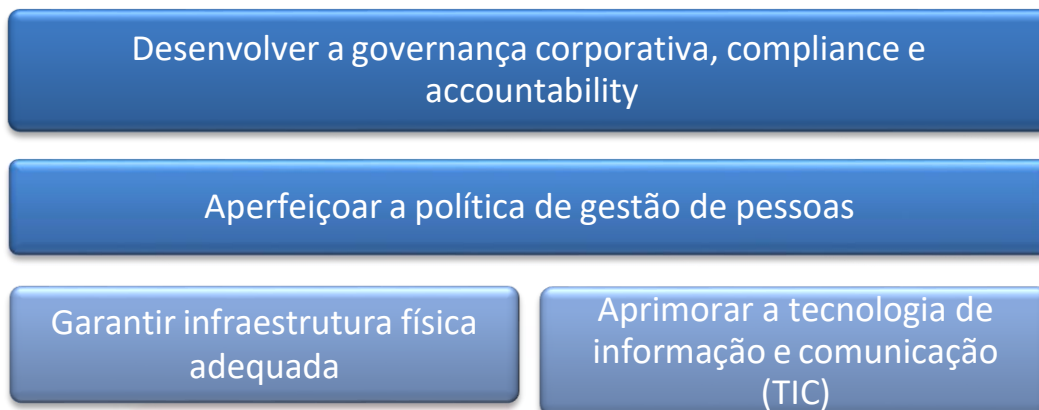 Desenvolver a governança corporativa, compliance e
accountability
Aperfeiçoar a política de gestão de pessoas
Garantir infraestrutura física
adequada
Aprimorar a tecnologia de
informação e comunicação
(TIC)